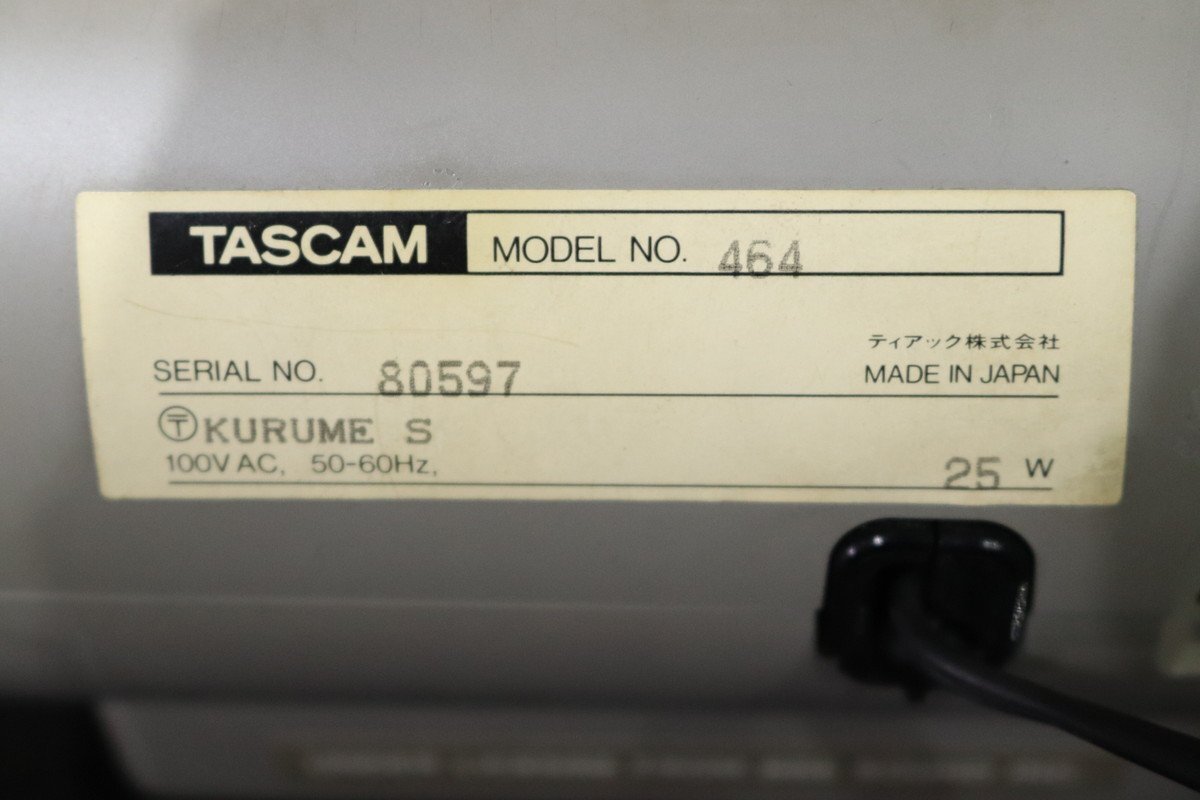 TASCAM MODEL NO. 464
ティアック株式会社
SERIAL NO. 80597 MADE IN JAPAN
〶KURUME S
100V AC, 50-60Hz, 25 W